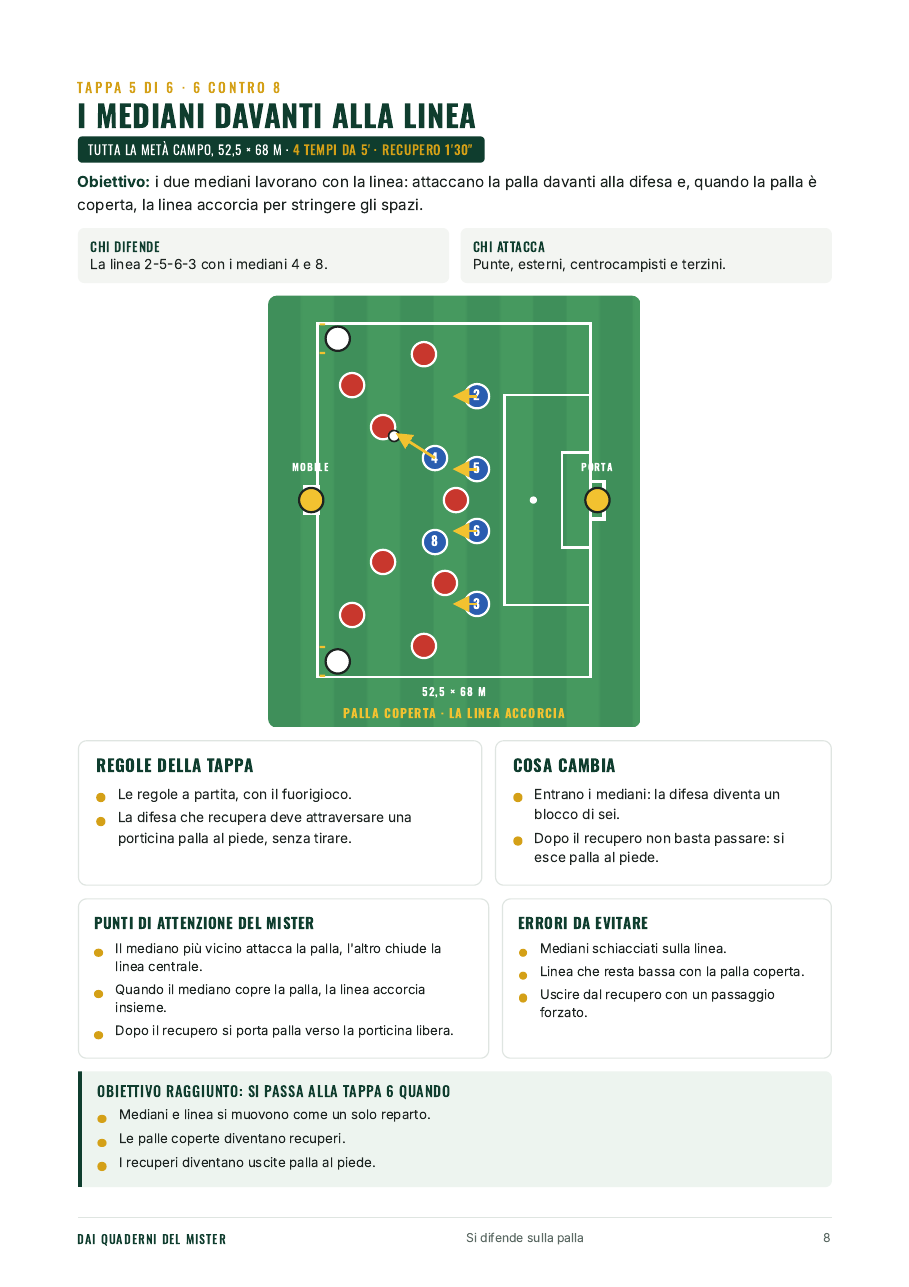 TAPPA 5 DI 6 · 6 CONTRO 8
I MEDIANI DAVANTI ALLA LINEA
TUTTA LA METÀ CAMPO, 52,5 × 68 M · 4 TEMPI DA 5' · RECUPERO 1'30"
Obiettivo: i due mediani lavorano con la linea: attaccano la palla davanti alla difesa e, quando la palla è
coperta, la linea accorcia per stringere gli spazi.
CHI DIFENDE
La linea 2-5-6-3 con i mediani 4 e 8.
CHI ATTACCA
Punte, esterni, centrocampisti e terzini.
2
4
5
MOBILE
PORTA
6
8
3
52,5 × 68 M
PALLA COPERTA · LA LINEA ACCORCIA
REGOLE DELLA TAPPA
Le regole a partita, con il fuorigioco.
La difesa che recupera deve attraversare una
porticina palla al piede, senza tirare.
COSA CAMBIA
Entrano i mediani: la difesa diventa un
blocco di sei.
Dopo il recupero non basta passare: si
esce palla al piede.
PUNTI DI ATTENZIONE DEL MISTER
Il mediano più vicino attacca la palla, l'altro chiude la
linea centrale.
Quando il mediano copre la palla, la linea accorcia
insieme.
Dopo il recupero si porta palla verso la porticina libera.
ERRORI DA EVITARE
Mediani schiacciati sulla linea.
Linea che resta bassa con la palla coperta.
Uscire dal recupero con un passaggio
forzato.
OBIETTIVO RAGGIUNTO: SI PASSA ALLA TAPPA 6 QUANDO
Mediani e linea si muovono come un solo reparto.
Le palle coperte diventano recuperi.
I recuperi diventano uscite palla al piede.
DAI QUADERNI DEL MISTER
Si difende sulla palla
8